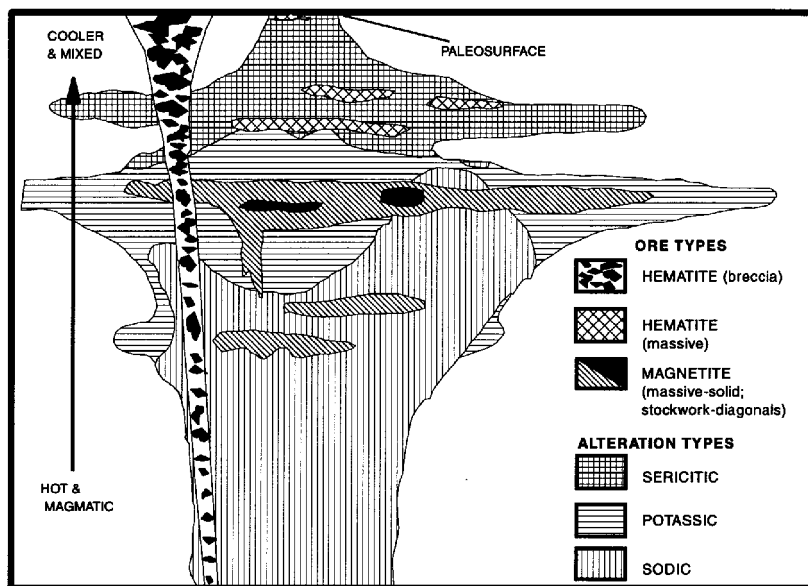 COOLER
& MIXED
PALEOSURFACE
HOT &
MAGMATIC
ORE TYPES
HEMATITE (breccia)
HEMATITE
(massive)
MAGNETITE
(massive-solid;
stockwork-diagonals)
ALTERATION TYPES
SERICITIC
POTASSIC
SODIC